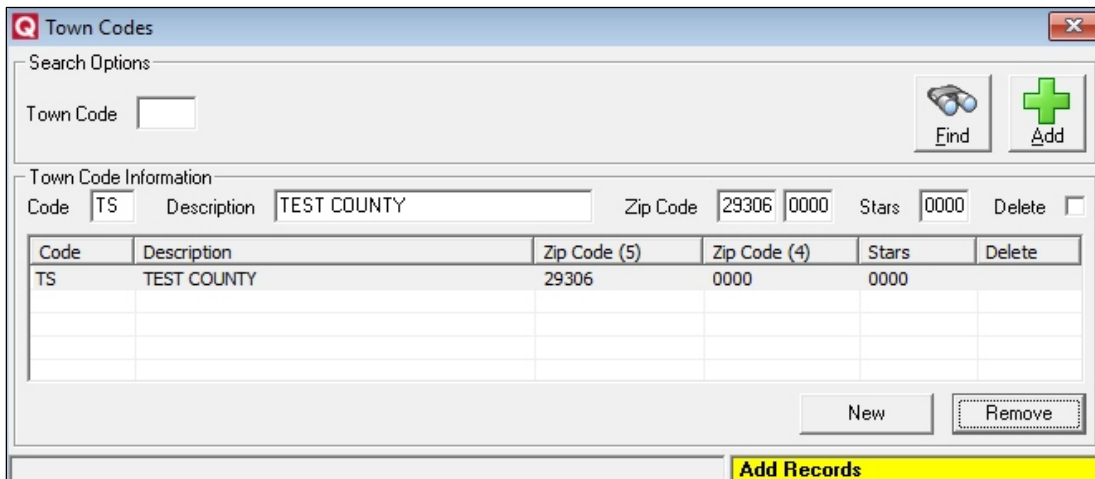 Town Codes
Search Options
Town Code
Find Add
Town Code Information
Code TS Description TEST COUNTY Zip Code 29306 0000 Stars 0000 Delete
Code Description Zip Code (5) Zip Code (4) Stars Delete
TS TEST COUNTY 29306 0000 0000
New Remove
Add Records